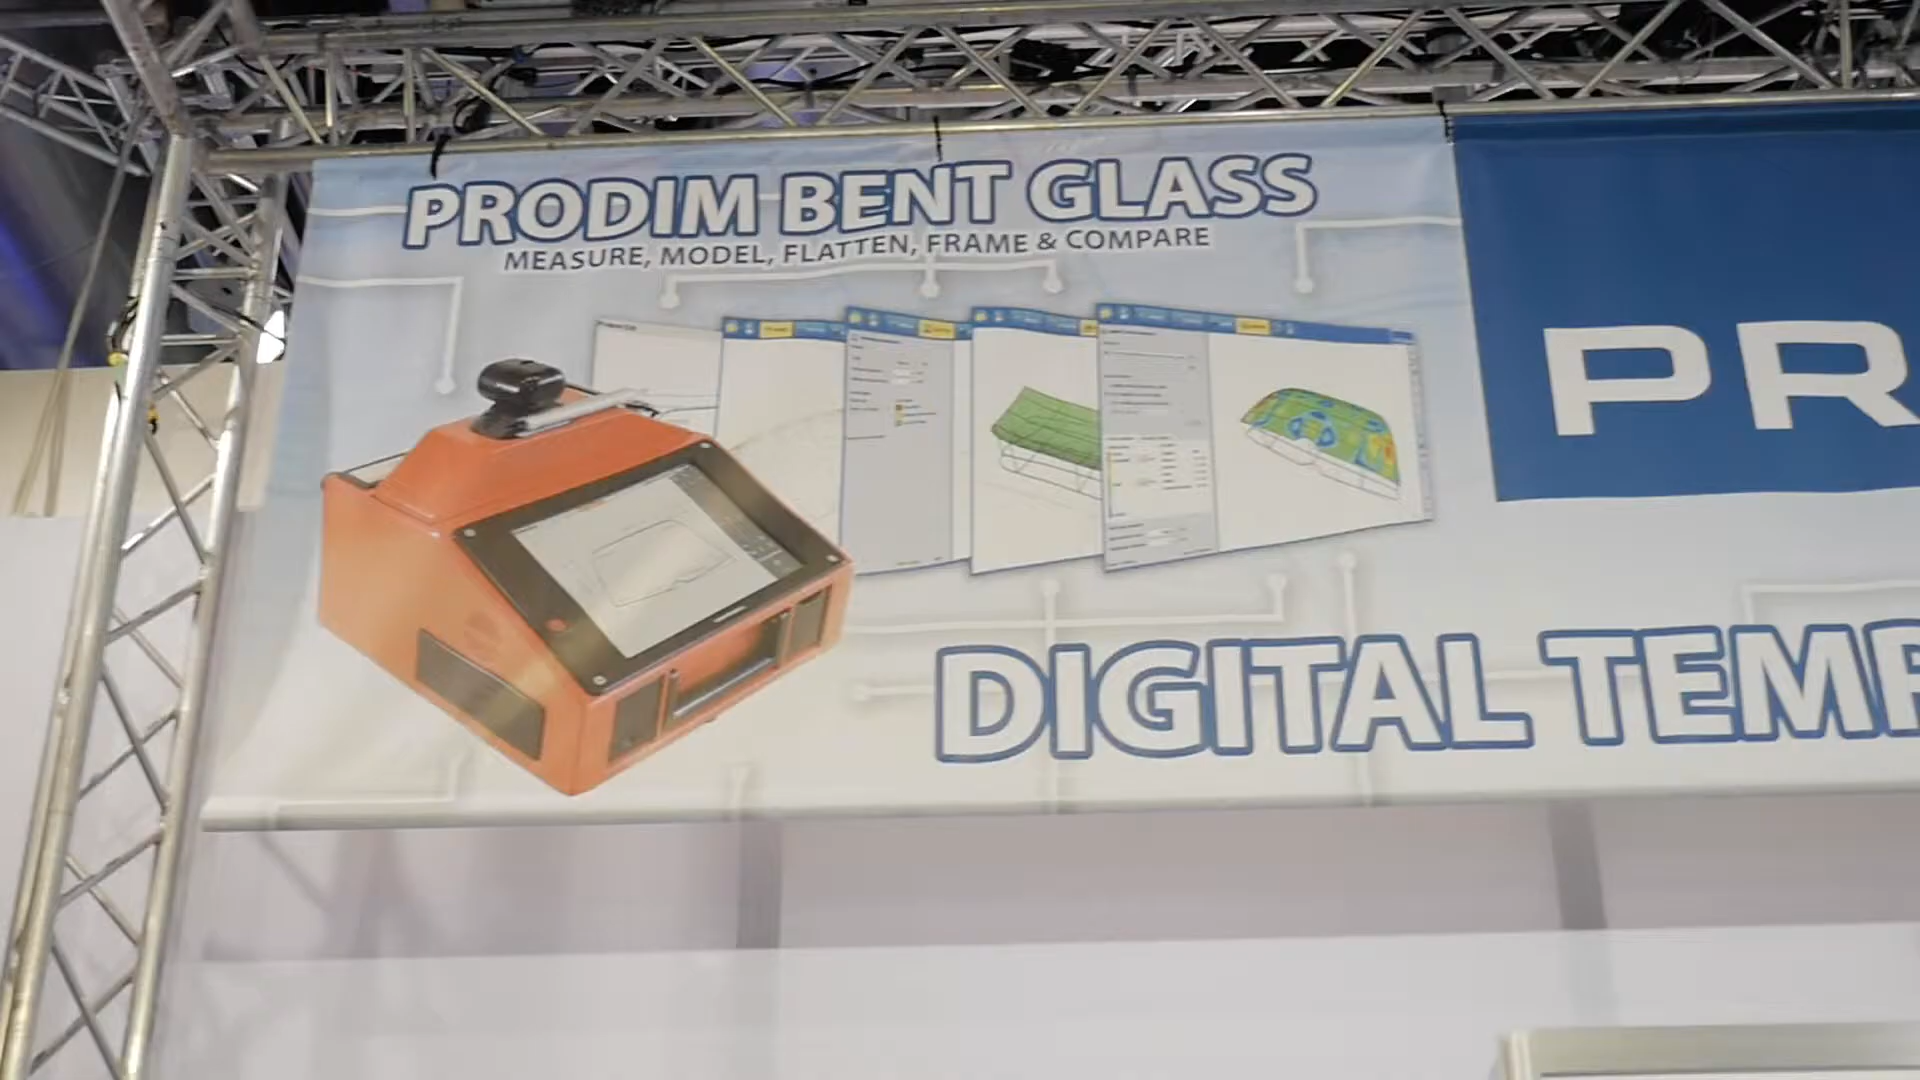 PRODIM BENT GLASS
MEASURE, MODEL, FLATTEN, FRAME & COMPARE
PR
DIGITAL TEMP